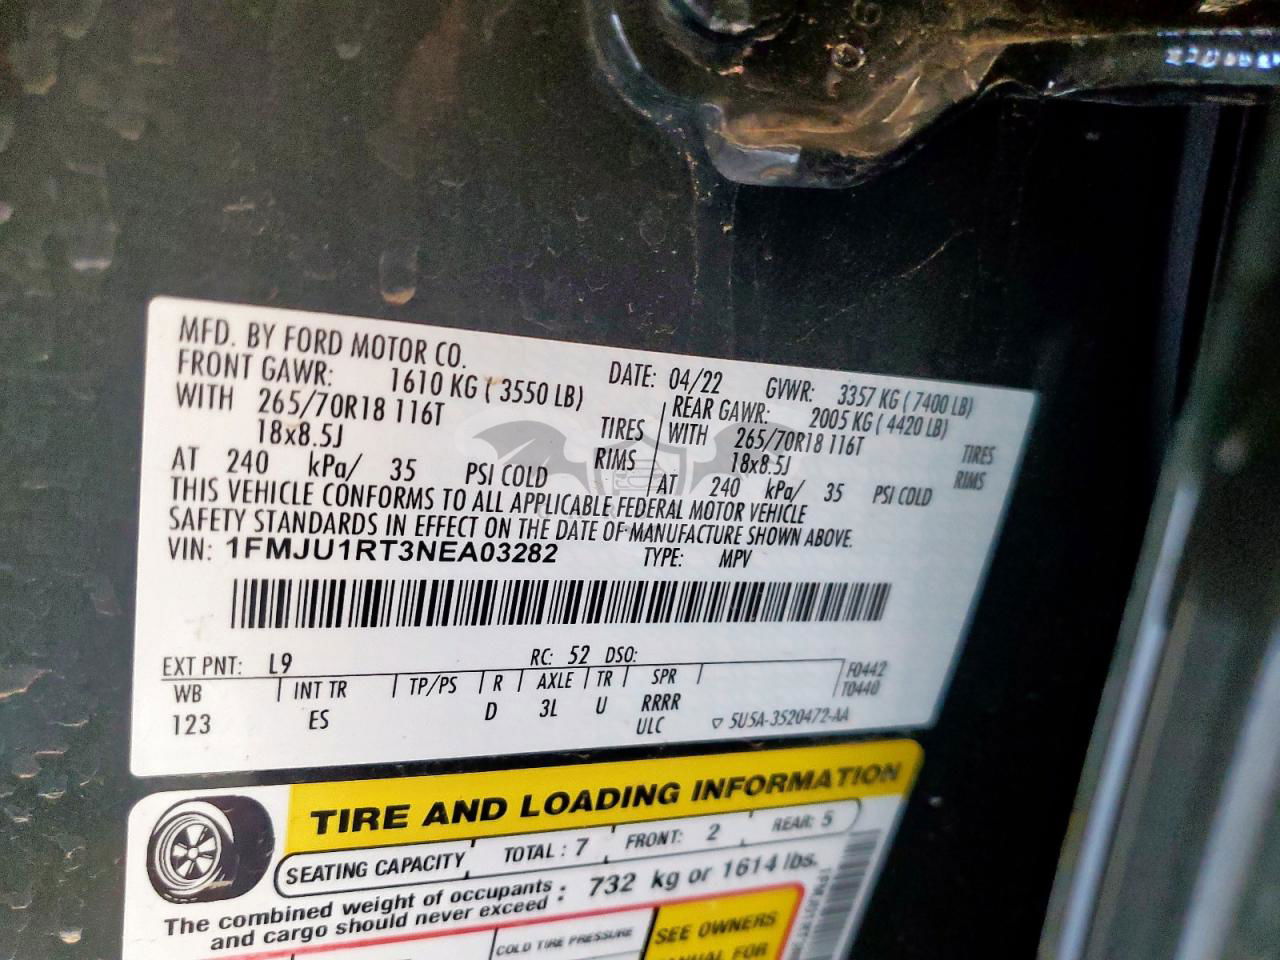 MFD. BY FORD MOTOR CO.
DATE: 04/22 GVWR: 3357 KG ( 7400 LB)
FRONT GAWR: 1610 KG ( 3550 LB) REAR GAWR: 2005 KG ( 4420 LB)
WITH 265/70R18 116T TIRES WITH 265/70R18 116T TIRES
18x8.5J RIMS 18x8.5J RIMS
AT 240 kPa/ 35 PSI COLD AT 240 kPa/ 35 PSI COLD
THIS VEHICLE CONFORMS TO ALL APPLICABLE FEDERAL MOTOR VEHICLE
SAFETY STANDARDS IN EFFECT ON THE DATE OF MANUFACTURE SHOWN ABOVE.
VIN: 1FMJU1RT3NEA03282 TYPE: MPV
EXT PNT: L9 RC: 52 DSO:
WB INT TR TP/PS R AXLE TR SPR F0442
T0440
123 ES D 3L U RRRR
ULC ▽ 5U5A-3520472-AA
TIRE AND LOADING INFORMATION
SEATING CAPACITY TOTAL : 7 FRONT: 2 REAR: 5
The combined weight of occupants
and cargo should never exceed : 732 kg or 1614 lbs.
COLD TIRE PRESSURE
SEE OWNERS
MANUAL FOR